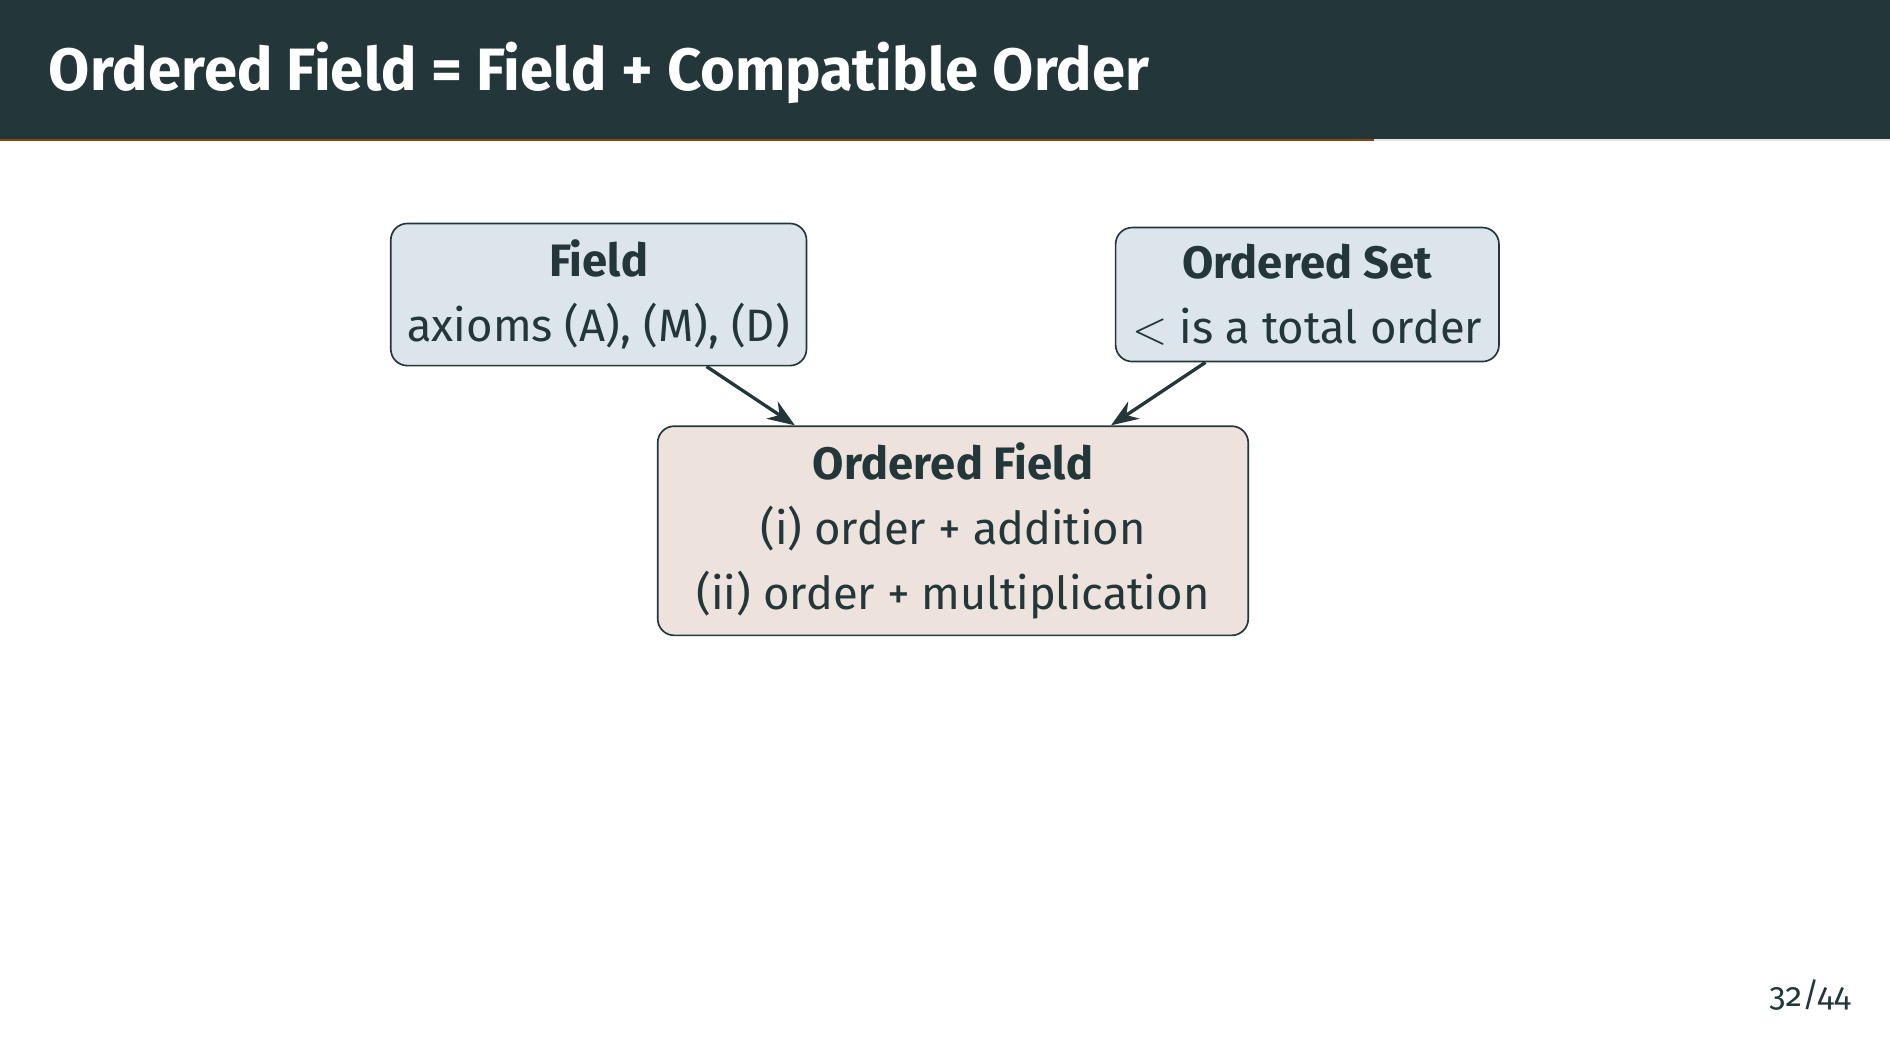 Ordered Field = Field + Compatible Order
Field
axioms (A), (M), (D)
Ordered Set
< is a total order
Ordered Field
(i) order + addition
(ii) order + multiplication
32/44